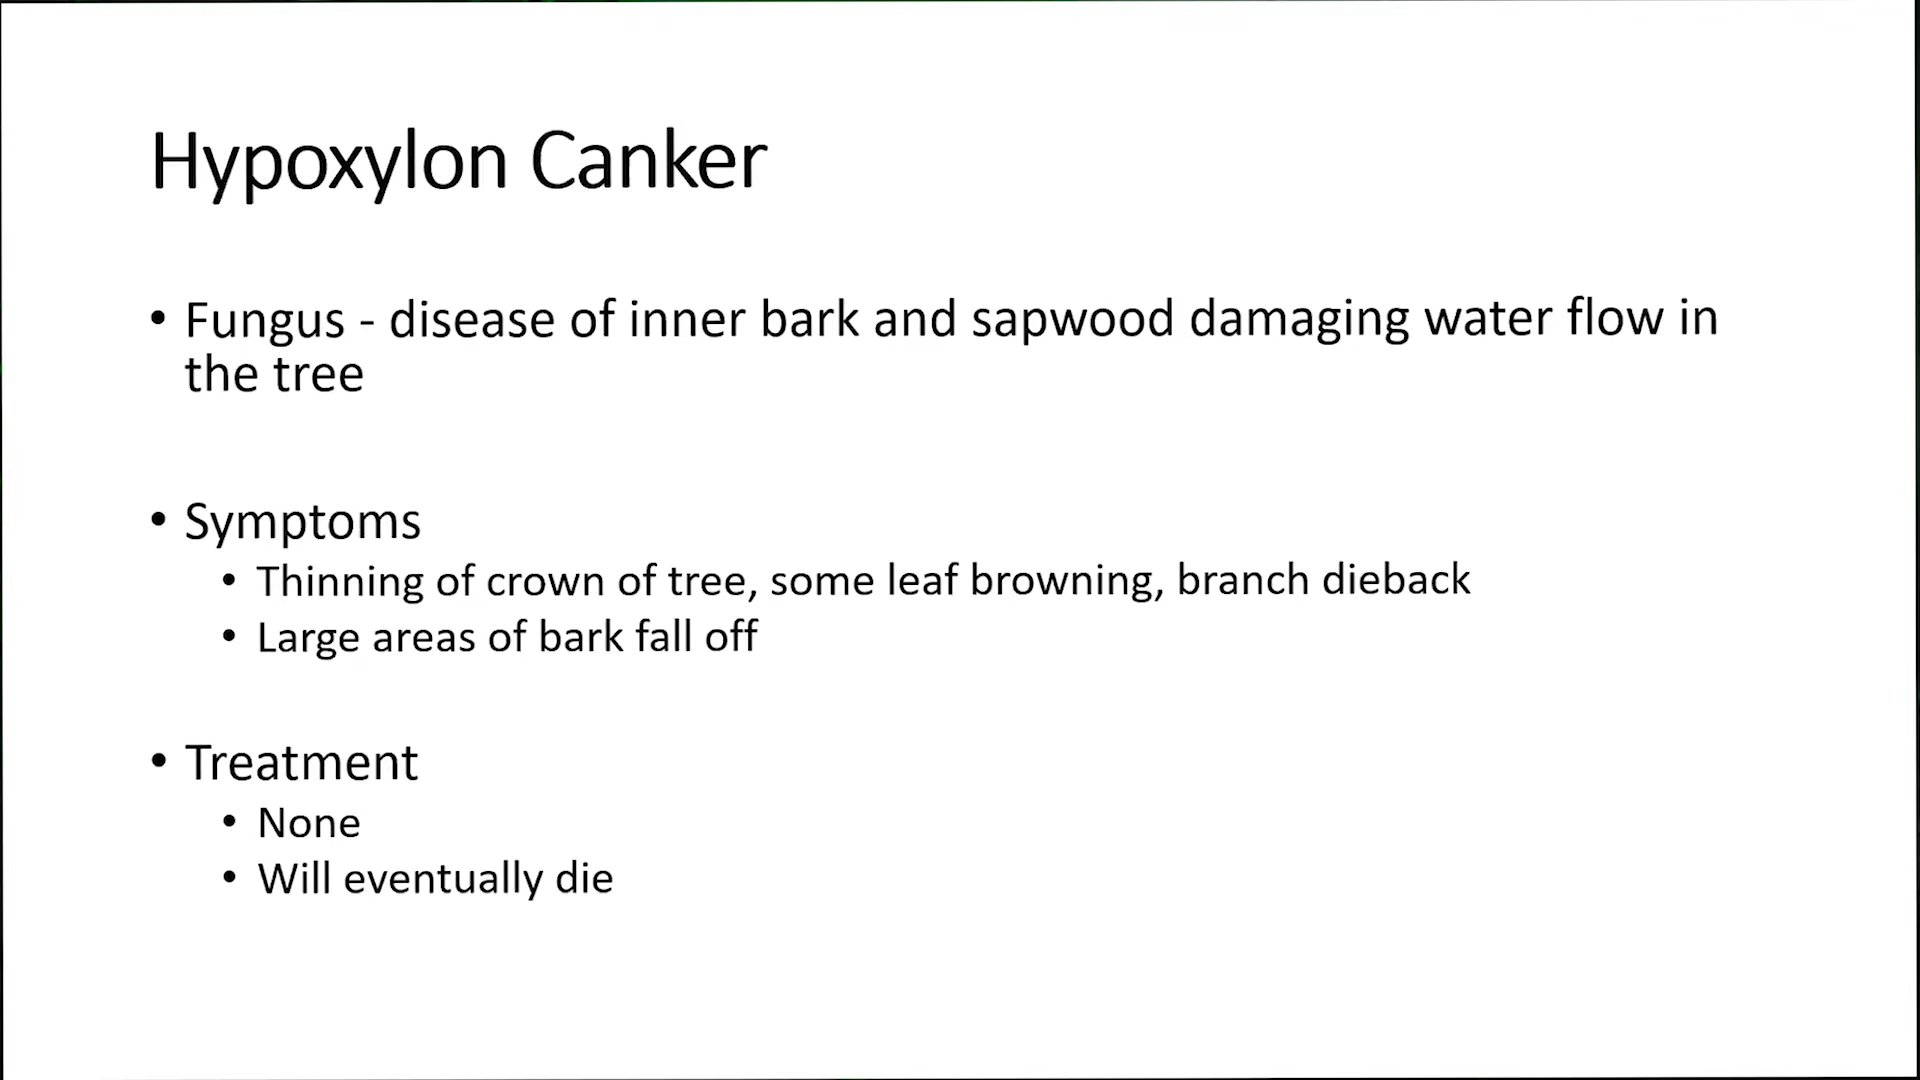 Hypoxylon Canker
• Fungus - disease of inner bark and sapwood damaging water flow in
the tree
• Symptoms
• Thinning of crown of tree, some leaf browning, branch dieback
• Large areas of bark fall off
• Treatment
• None
• Will eventually die